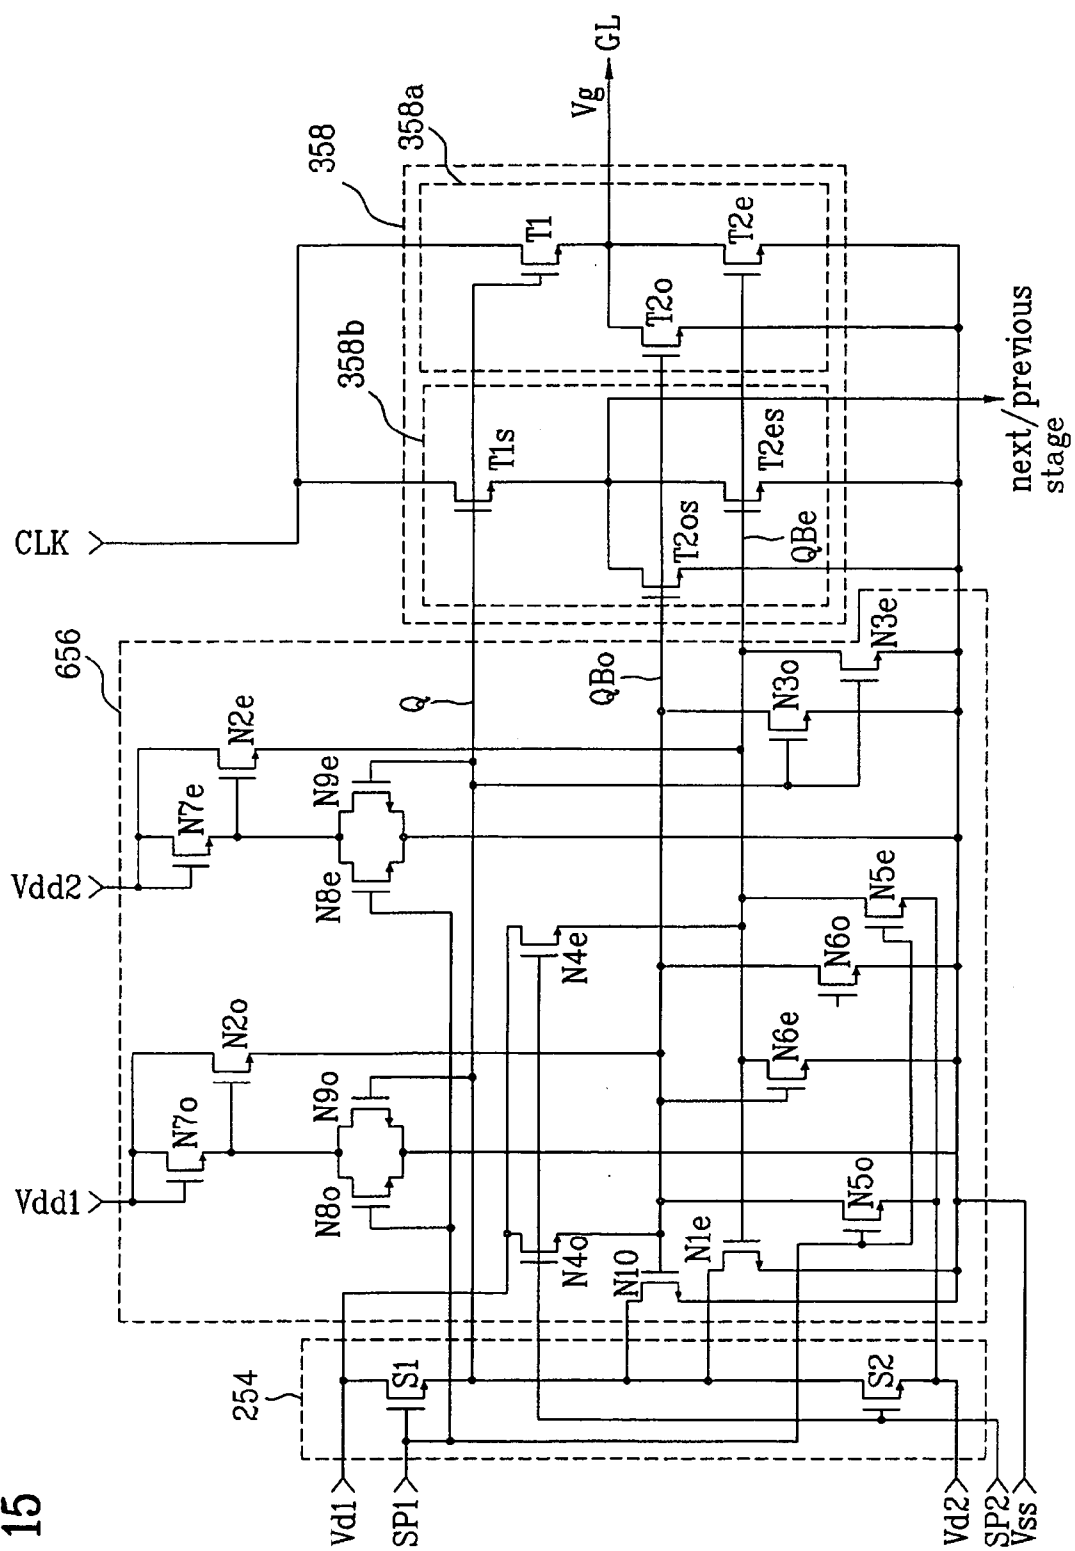 15
358
358a
358b
656
254
CLK
Vdd2
Vdd1
Vd1
SP1
Vd2
SP2
Vss
Vg
GL
T1
T2o
T2e
T1s
T2os
T2es
QBe
QBo
Q
N2e
N7e
N9e
N8e
N3o
N3e
N4e
N5e
N6o
N6e
N2o
N7o
N9o
N8o
N4o
N5o
N10
N1e
S1
S2
next/previous
stage